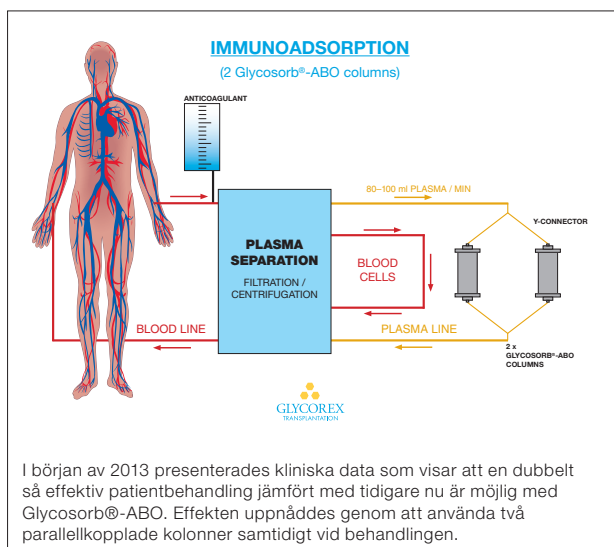 IMMUNOADSORPTION
(2 Glycosorb®-ABO columns)
ANTICOAGULANT
80–100 ml PLASMA / MIN
Y-CONNECTOR
PLASMA
SEPARATION
FILTRATION /
CENTRIFUGATION
BLOOD
CELLS
BLOOD LINE
PLASMA LINE
2 x
GLYCOSORB®-ABO
COLUMNS
GLYCOREX
TRANSPLANTATION
I början av 2013 presenterades kliniska data som visar att en dubbelt
så effektiv patientbehandling jämfört med tidigare nu är möjlig med
Glycosorb®-ABO. Effekten uppnåddes genom att använda två
parallellkopplade kolonner samtidigt vid behandlingen.